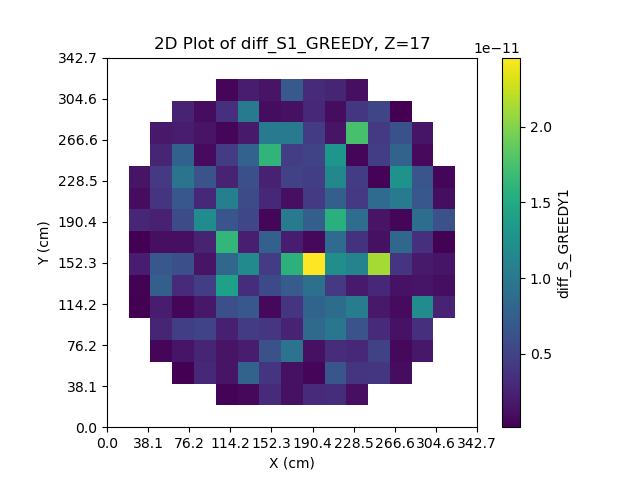 2D Plot of diff_S1_GREEDY, Z=17
1e−11
342.7
304.6
266.6
228.5
190.4
152.3
114.2
76.2
38.1
0.0
Y (cm)
0.0 38.1 76.2 114.2 152.3 190.4 228.5 266.6 304.6 342.7
X (cm)
2.0
1.5
1.0
0.5
diff_S_GREEDY1